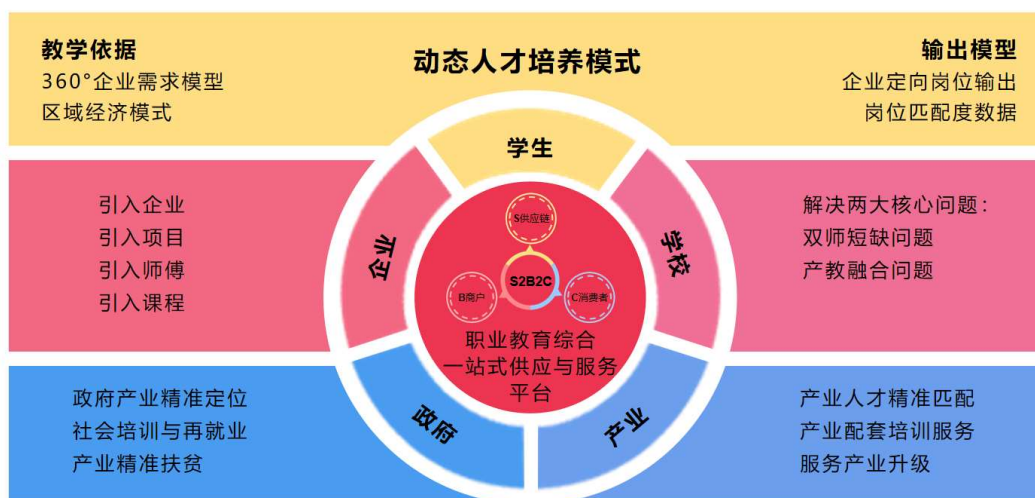 教学依据
360°企业需求模型
区域经济模式
动态人才培养模式
输出模型
企业定向岗位输出
岗位匹配度数据
学生
引入企业
引入项目
引入师傅
引入课程
企业
S供应链
S2B2C
B商户
C消费者
职业教育综合
一站式供应与服务
平台
学校
解决两大核心问题：
双师短缺问题
产教融合问题
政府产业精准定位
社会培训与再就业
产业精准扶贫
政府
产业
产业人才精准匹配
产业配套培训服务
服务产业升级